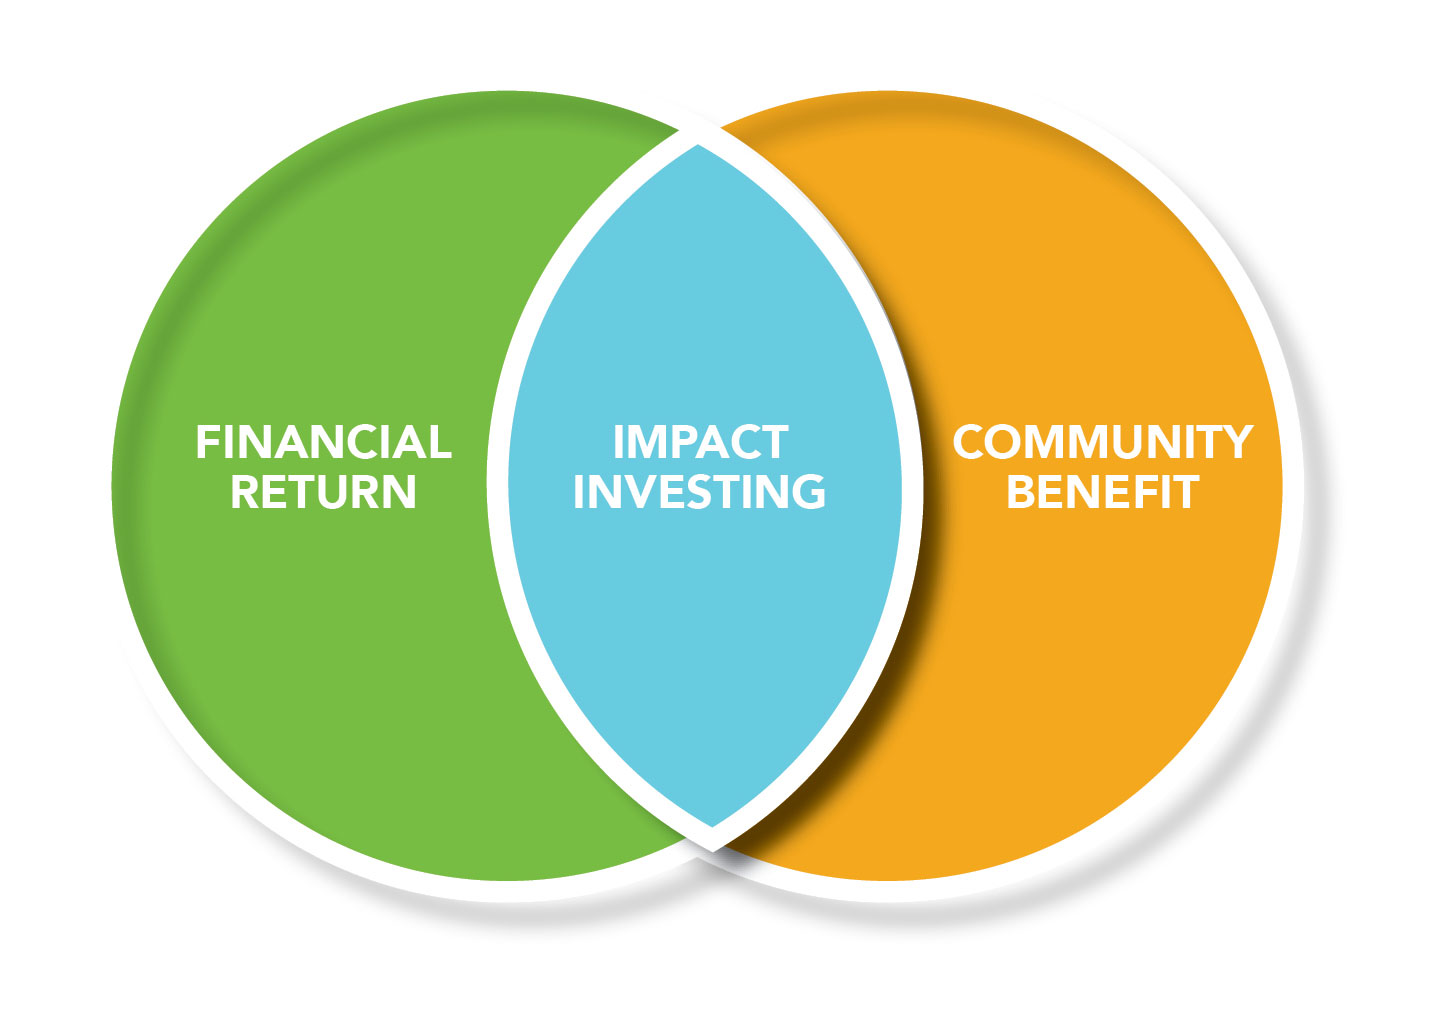 FINANCIAL
RETURN
IMPACT
INVESTING
COMMUNITY
BENEFIT